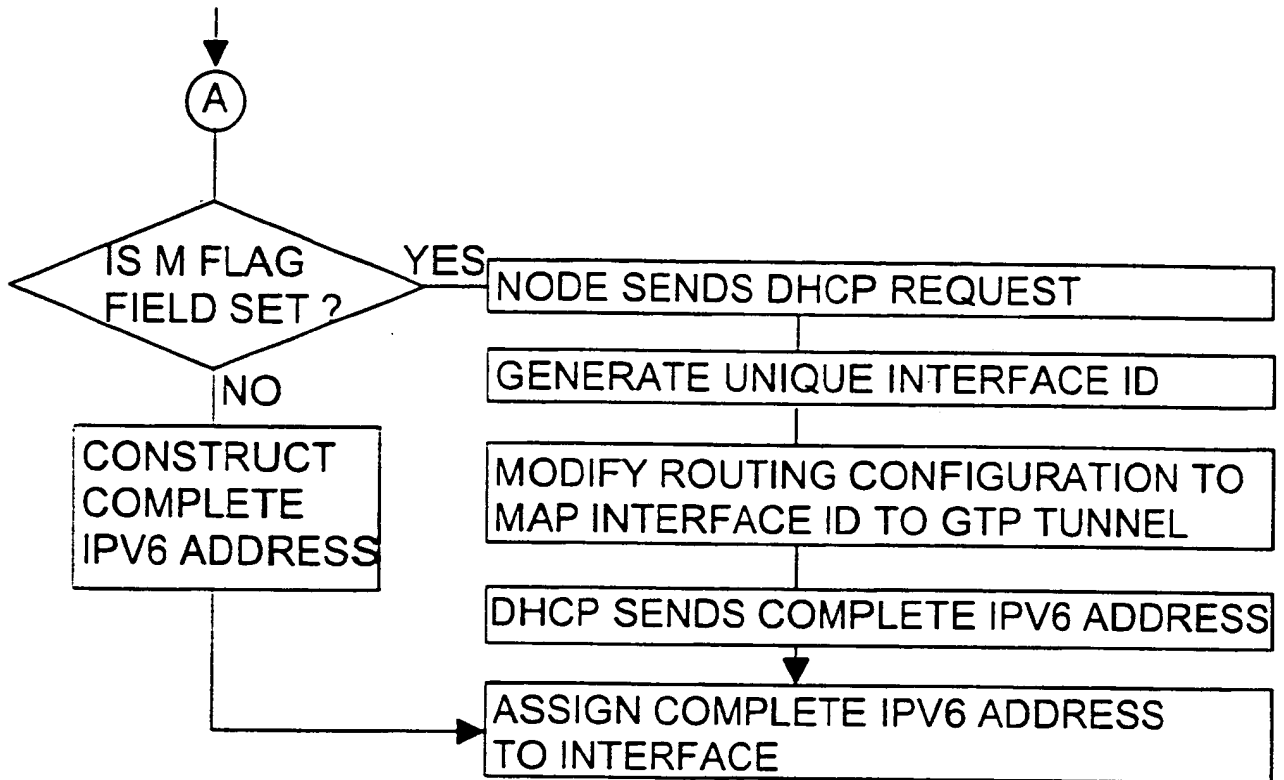 A
IS M FLAG
FIELD SET ?
YES
NODE SENDS DHCP REQUEST
GENERATE UNIQUE INTERFACE ID
NO
CONSTRUCT
COMPLETE
IPV6 ADDRESS
MODIFY ROUTING CONFIGURATION TO
MAP INTERFACE ID TO GTP TUNNEL
DHCP SENDS COMPLETE IPV6 ADDRESS
ASSIGN COMPLETE IPV6 ADDRESS
TO INTERFACE